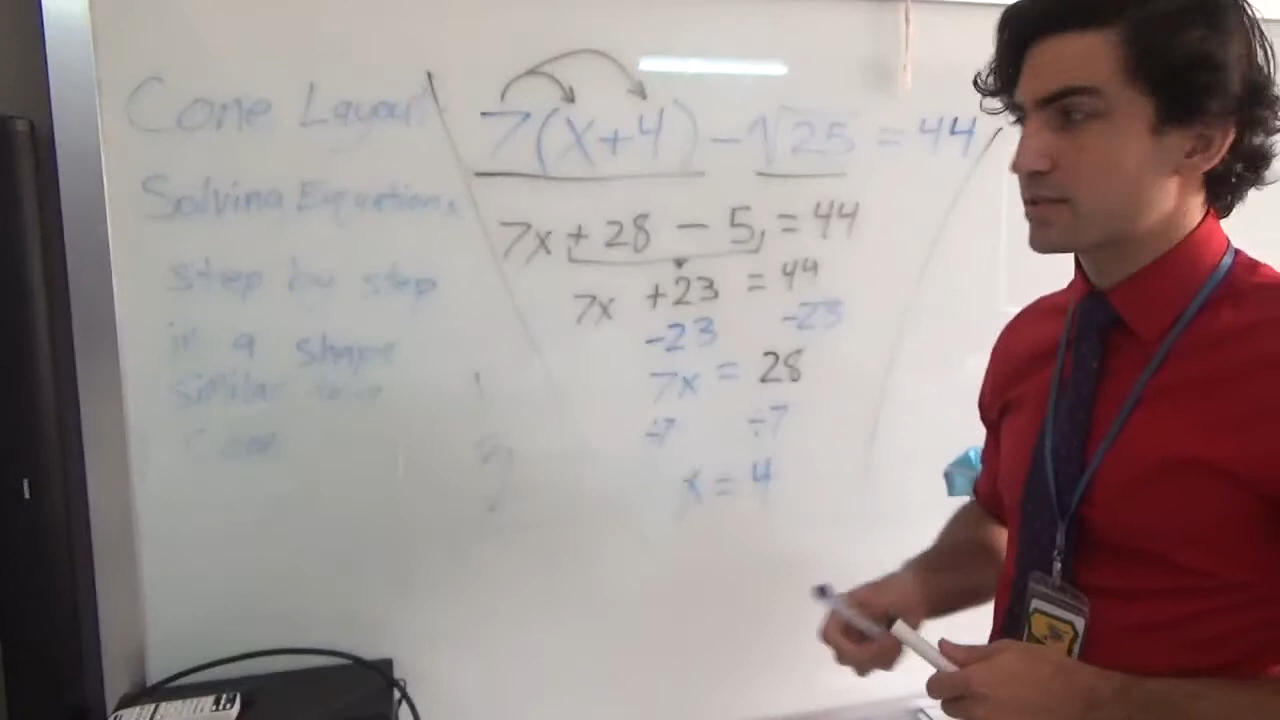 Cone Layout
Solving Equations
step by step
in a shape
similar to a
Cone
7(x+4) - √25 = 44
7x + 28 - 5 = 44
7x +23 = 44
-23 -23
7x = 28
÷7 ÷7
x = 4